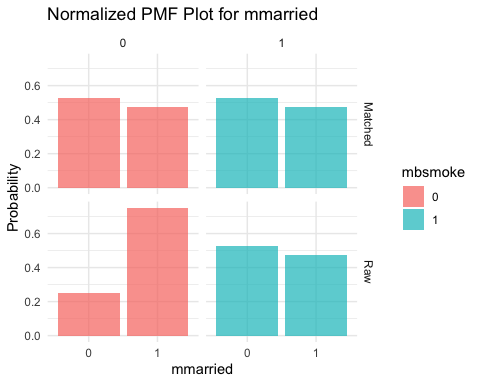 Normalized PMF Plot for mmarried
0 1
0.6
0.4
0.2
0.0
Matched
0.6
0.4
0.2
0.0
Raw
Probability
0 1 0 1
mmarried
mbsmoke
0
1